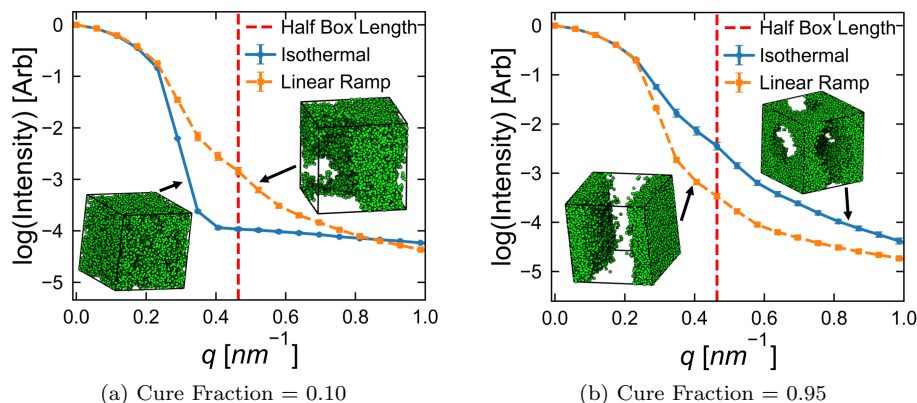 0
−1
−2
−3
−4
−5
log(Intensity) [Arb]
0.0 0.2 0.4 0.6 0.8 1.0
q [nm⁻¹]
Half Box Length
Isothermal
Linear Ramp
(a) Cure Fraction = 0.10
0
−1
−2
−3
−4
−5
log(Intensity) [Arb]
0.0 0.2 0.4 0.6 0.8 1.0
q [nm⁻¹]
Half Box Length
Isothermal
Linear Ramp
(b) Cure Fraction = 0.95